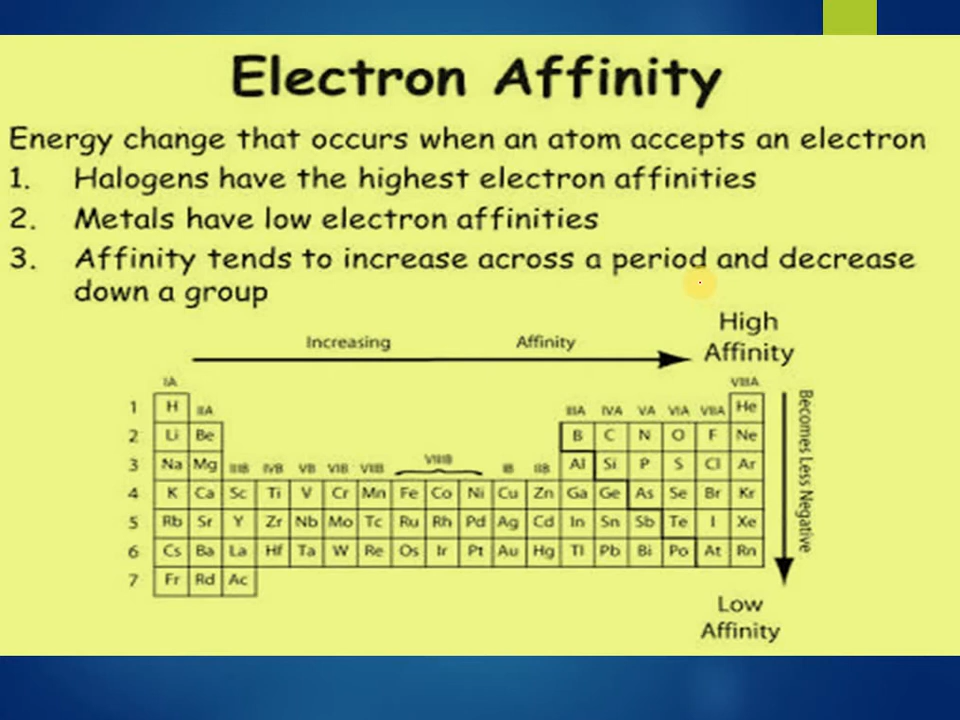 Electron Affinity
Energy change that occurs when an atom accepts an electron
1. Halogens have the highest electron affinities
2. Metals have low electron affinities
3. Affinity tends to increase across a period and decrease
down a group
High
Affinity
Increasing Affinity
IA VIIIA
1 H IIA IIIA IVA VA VIA VIIA He
2 Li Be B C N O F Ne
3 Na Mg IIIB IVB VB VIB VIIB VIIIB IB IIB Al Si P S Cl Ar
4 K Ca Sc Ti V Cr Mn Fe Co Ni Cu Zn Ga Ge As Se Br Kr
5 Rb Sr Y Zr Nb Mo Tc Ru Rh Pd Ag Cd In Sn Sb Te I Xe
6 Cs Ba La Hf Ta W Re Os Ir Pt Au Hg Tl Pb Bi Po At Rn
7 Fr Rd Ac
Becomes Less Negative
Low
Affinity